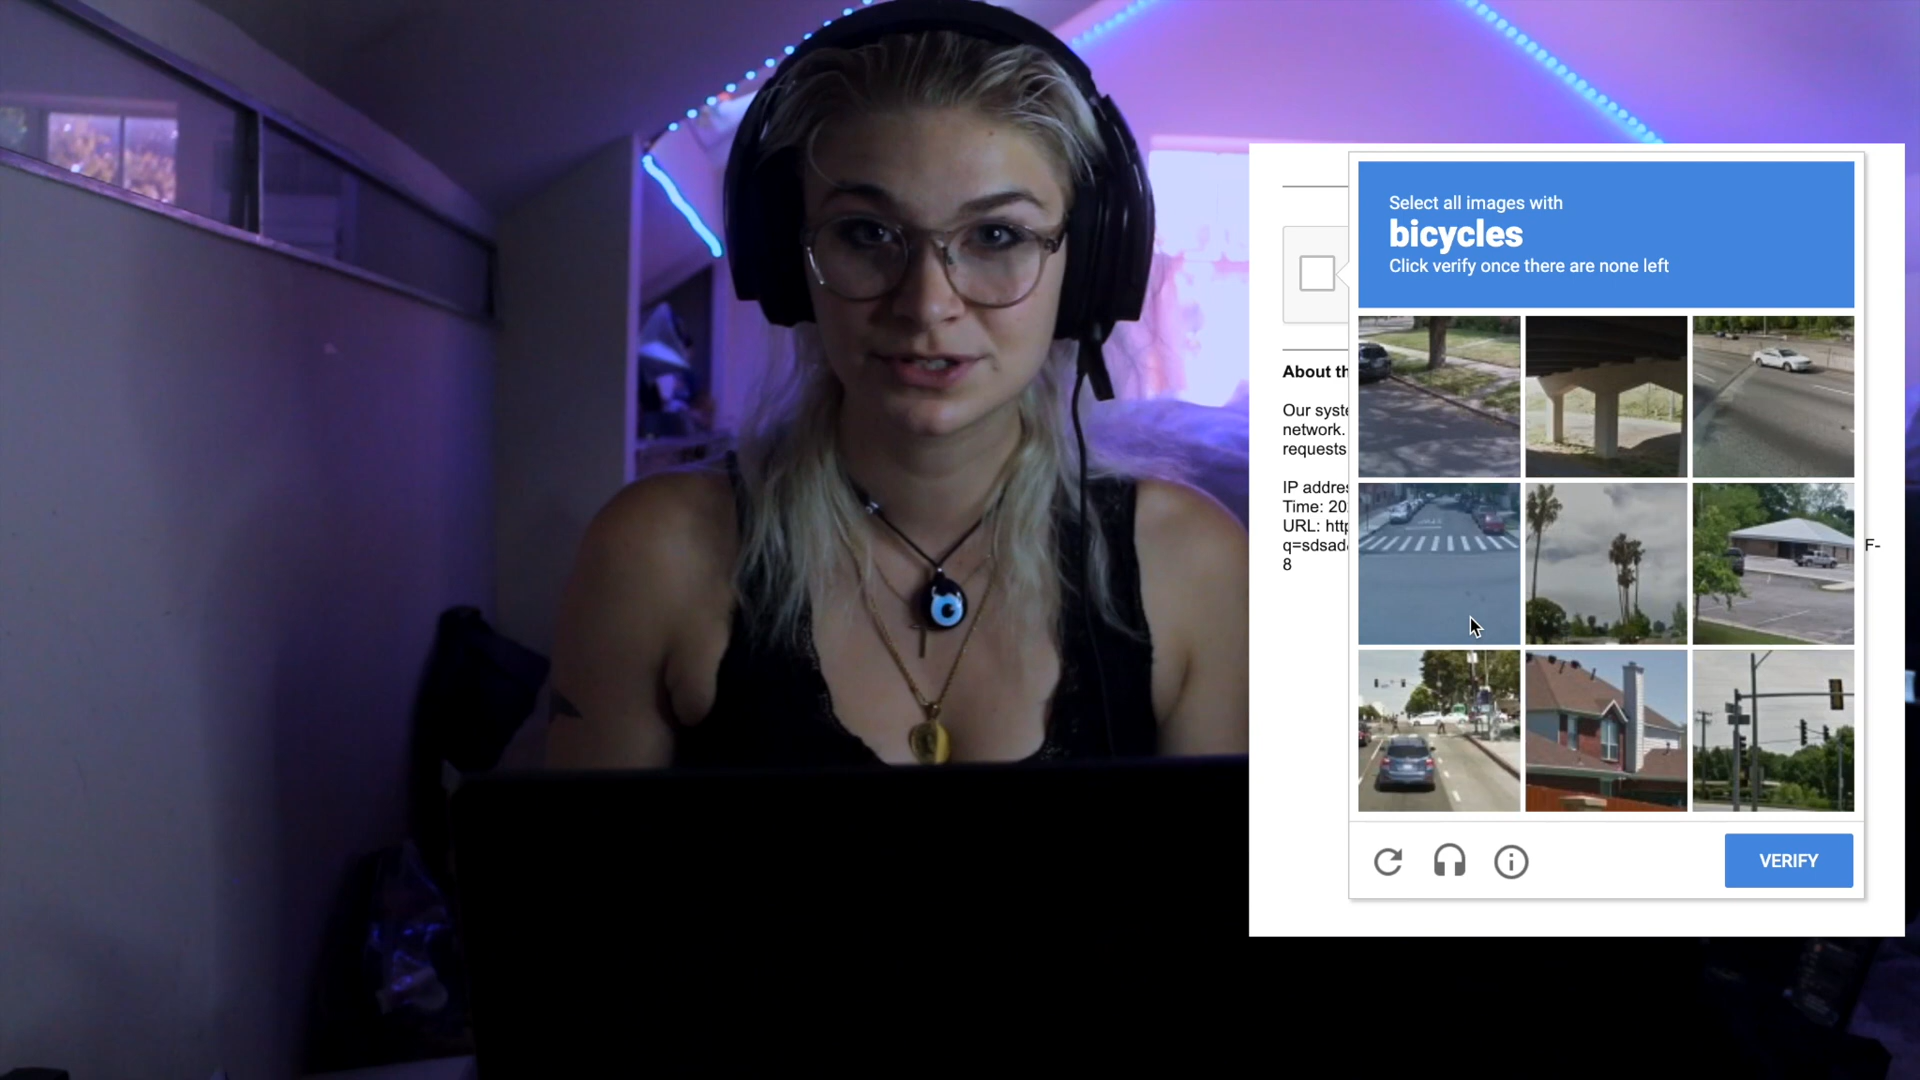 Select all images with
bicycles
Click verify once there are none left
About th
Our syste
network.
requests
IP addres
Time: 20
URL: http
q=sdsad
F-
8
VERIFY